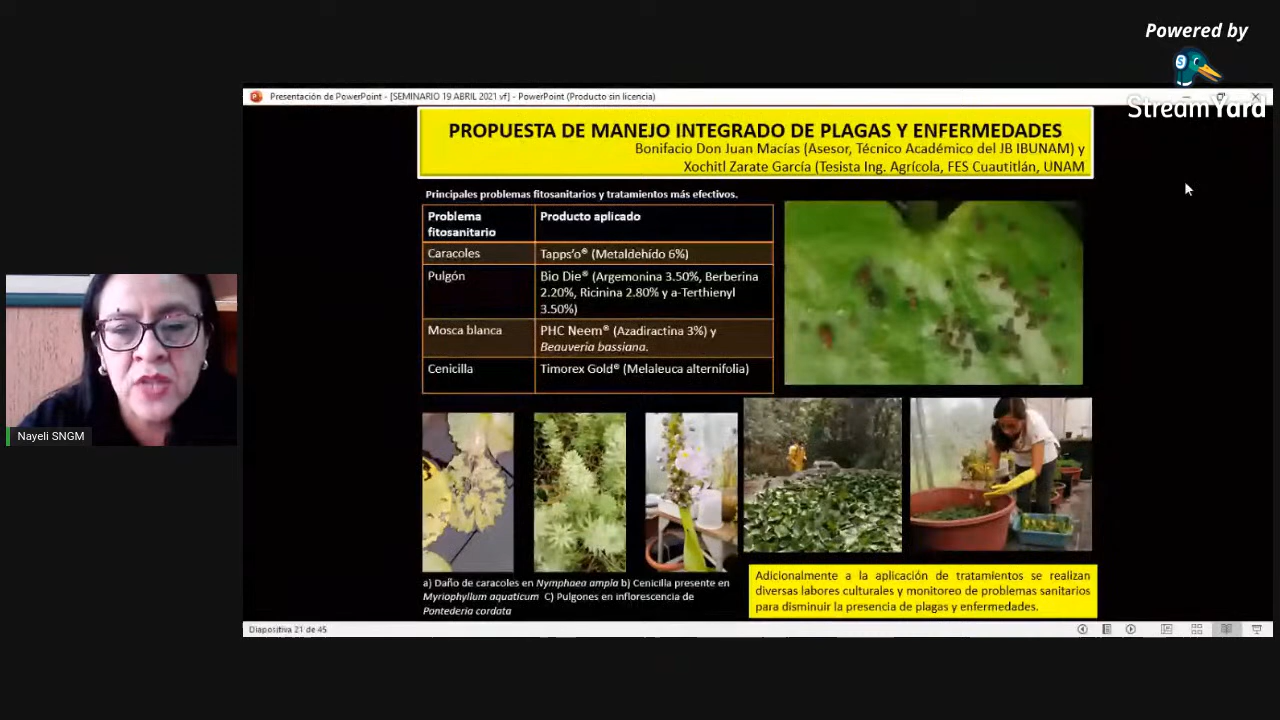 Powered by
StreamYard
Presentación de PowerPoint - [SEMINARIO 19 ABRIL 2021 vf] - PowerPoint (Producto sin licencia)
PROPUESTA DE MANEJO INTEGRADO DE PLAGAS Y ENFERMEDADES
Bonifacio Don Juan Macías (Asesor, Técnico Académico del JB IBUNAM) y
Xochitl Zarate García (Tesista Ing. Agrícola, FES Cuautitlán, UNAM
Principales problemas fitosanitarios y tratamientos más efectivos.
Problema
fitosanitario
Producto aplicado
Caracoles
Tapps'o® (Metaldehído 6%)
Pulgón
Bio Die® (Argemonina 3.50%, Berberina
2.20%, Ricinina 2.80% y a-Terthienyl
3.50%)
Mosca blanca
PHC Neem® (Azadiractina 3%) y
Beauveria bassiana.
Cenicilla
Timorex Gold® (Melaleuca alternifolia)
a) Daño de caracoles en Nymphaea ampla b) Cenicilla presente en
Myriophyllum aquaticum C) Pulgones en inflorescencia de
Pontederia cordata
Adicionalmente a la aplicación de tratamientos se realizan
diversas labores culturales y monitoreo de problemas sanitarios
para disminuir la presencia de plagas y enfermedades.
Nayeli SNGM
Diapositiva 21 de 45